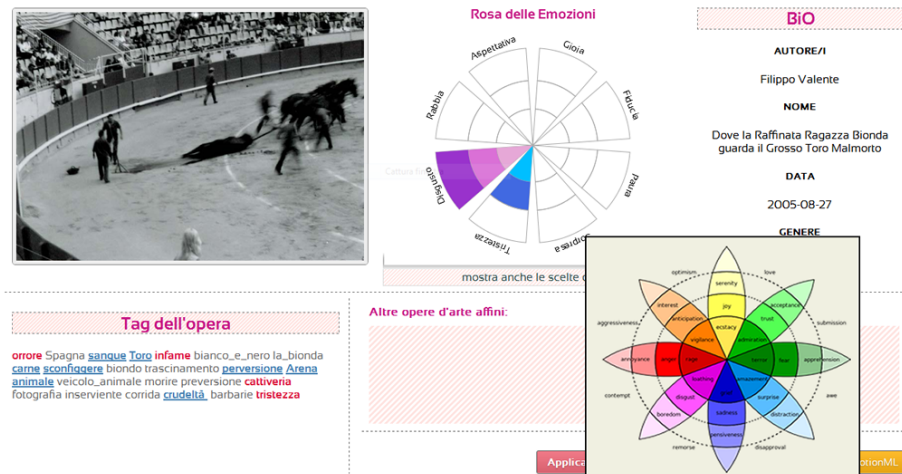 Rosa delle Emozioni
Aspettativa
Gioia
Fiducia
Paura
Sorpresa
Tristezza
Disgusto
Rabbia
mostra anche le scelte d
BiO
AUTORE/I
Filippo Valente
NOME
Dove la Raffinata Ragazza Bionda
guarda il Grosso Toro Malmorto
DATA
2005-08-27
GENERE
Tag dell'opera
orrore Spagna sangue Toro infame bianco_e_nero la_bionda
carne sconfiggere biondo trascinamento perversione Arena
animale veicolo_animale morire preversione cattiveria
fotografia inserviente corrida crudeltà barbarie tristezza
Altre opere d'arte affini:
Applica
otionML
optimism
love
serenity
interest
joy
acceptance
anticipation
trust
aggressiveness
submission
ecstacy
vigilance
admiration
annoyance
anger
rage
terror
fear
apprehension
loathing
amazement
contempt
disgust
surprise
awe
boredom
sadness
distraction
pensiveness
remorse
disapproval